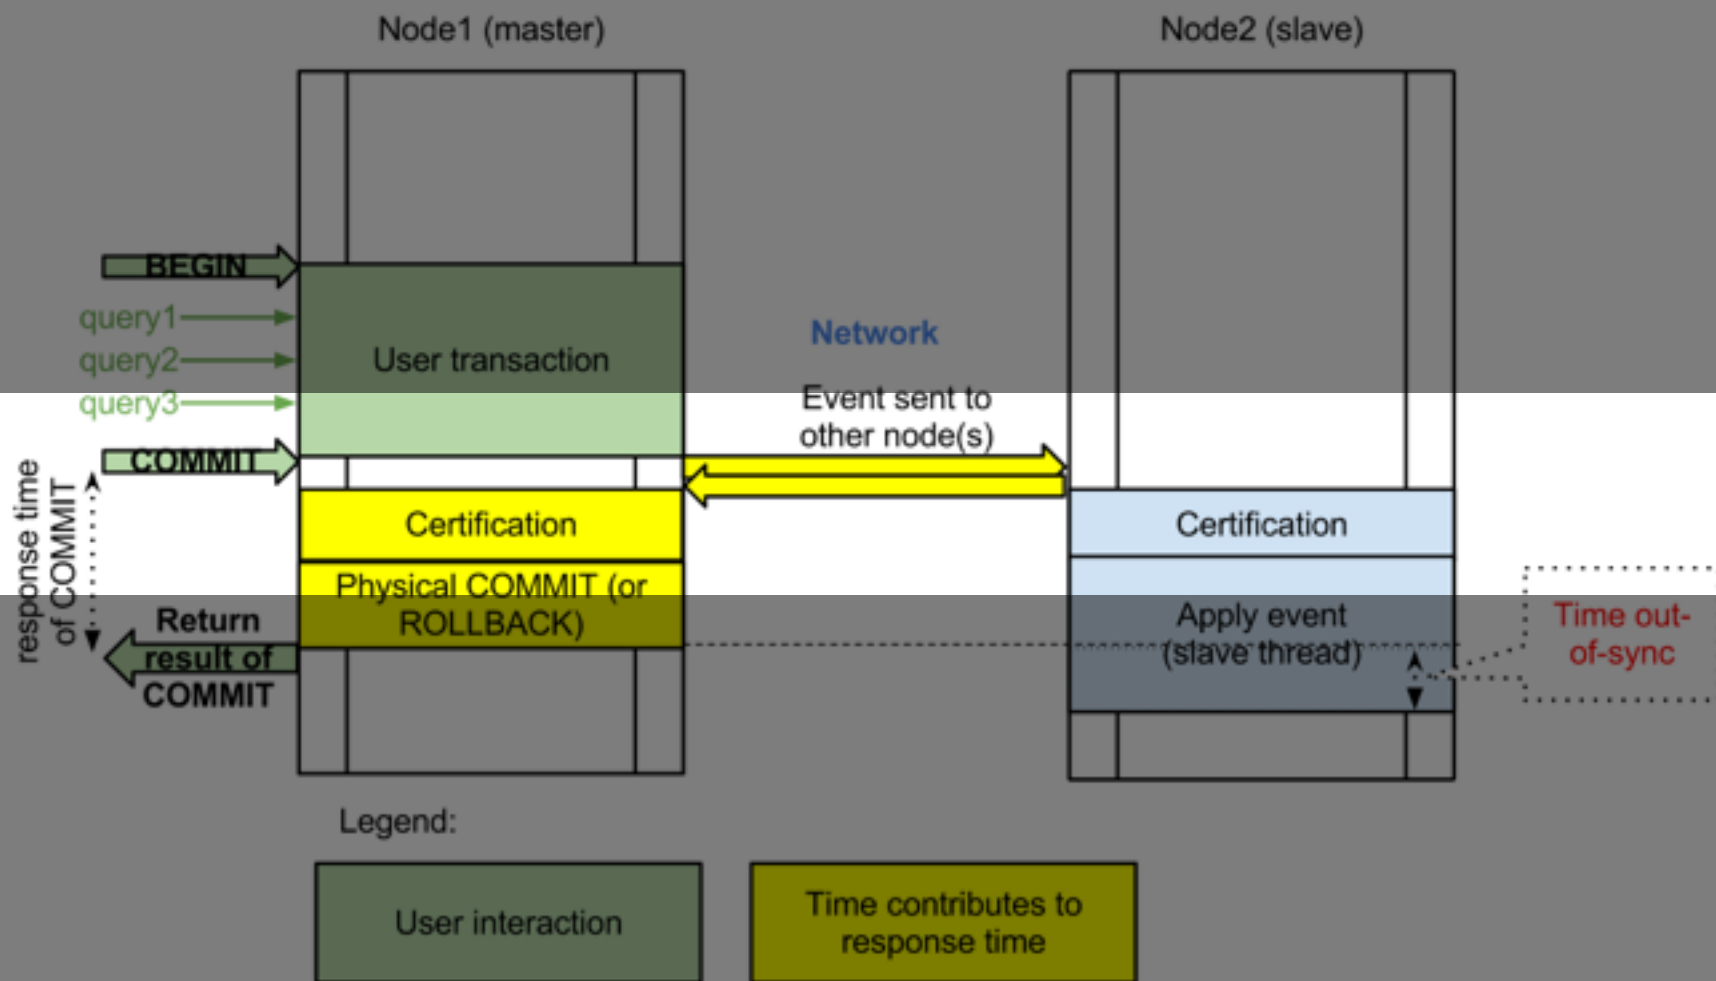 Node1 (master)
Node2 (slave)
BEGIN
query1
query2
query3
COMMIT
User transaction
Network
Event sent to
other node(s)
response time
of COMMIT
Certification
Certification
Physical COMMIT (or
ROLLBACK)
Return
result of
COMMIT
Apply event
(slave thread)
Time out-
of-sync
Legend:
User interaction
Time contributes to
response time